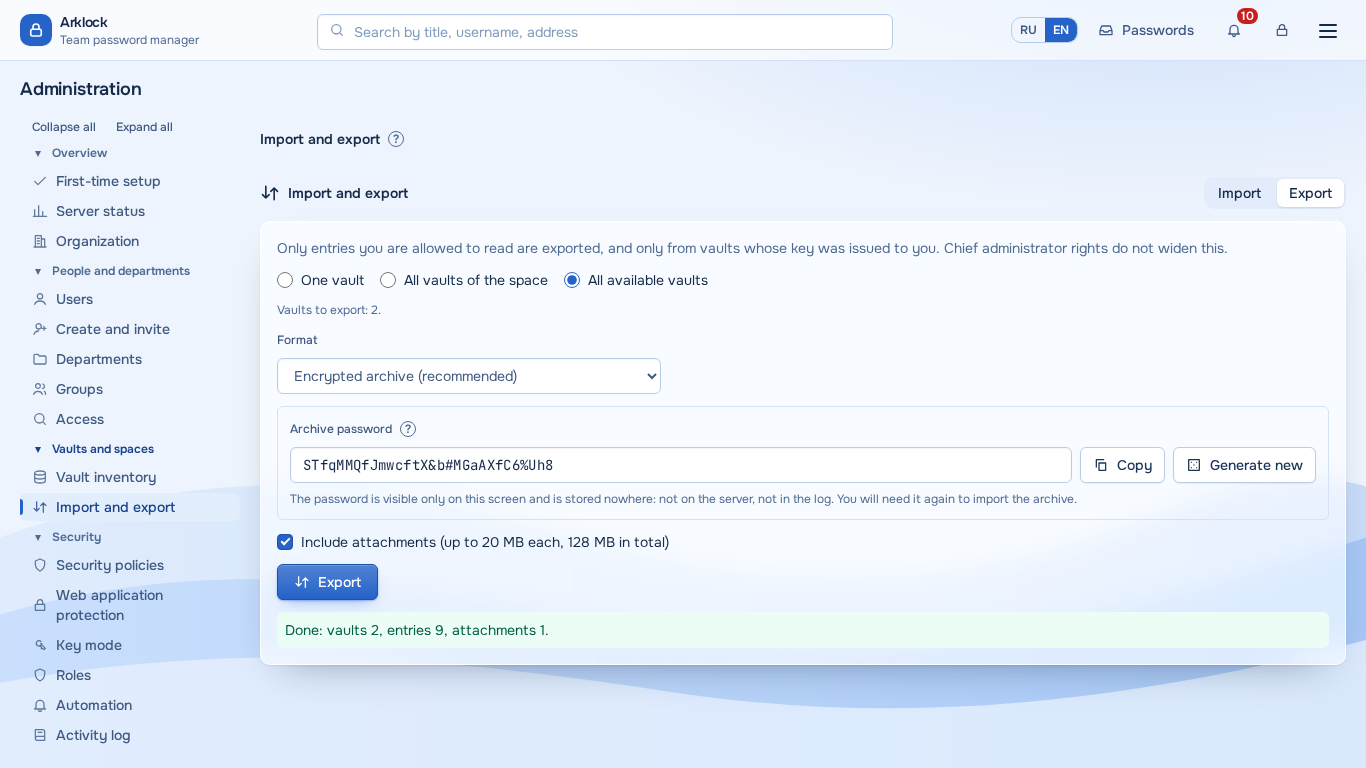 Arklock
Team password manager
Search by title, username, address
RU EN
Passwords
10
Administration
Collapse all Expand all
Overview
First-time setup
Server status
Organization
People and departments
Users
Create and invite
Departments
Groups
Access
Vaults and spaces
Vault inventory
Import and export
Security
Security policies
Web application
protection
Key mode
Roles
Automation
Activity log
Import and export ?
Import and export
Import Export
Only entries you are allowed to read are exported, and only from vaults whose key was issued to you. Chief administrator rights do not widen this.
One vault All vaults of the space All available vaults
Vaults to export: 2.
Format
Encrypted archive (recommended)
Archive password ?
STfqMMQfJmwcftX&b#MGaAXfC6%Uh8
Copy Generate new
The password is visible only on this screen and is stored nowhere: not on the server, not in the log. You will need it again to import the archive.
Include attachments (up to 20 MB each, 128 MB in total)
Export
Done: vaults 2, entries 9, attachments 1.